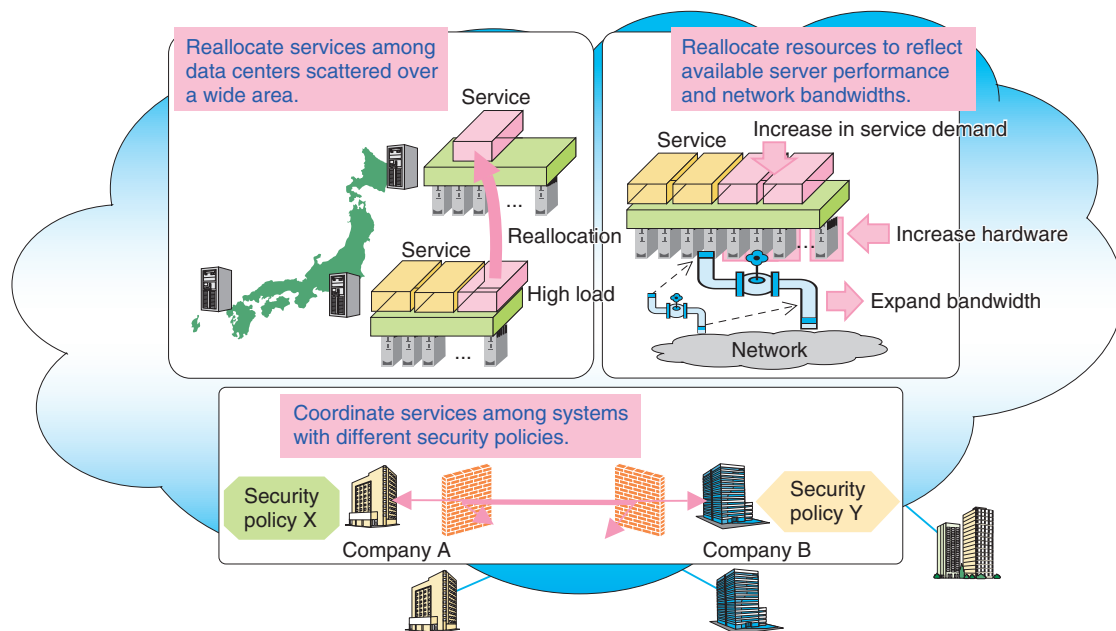 Reallocate services among
data centers scattered over
a wide area.
Service
...
Reallocation
Service
High load
...
Reallocate resources to reflect
available server performance
and network bandwidths.
Increase in service demand
Service
...
Increase hardware
Expand bandwidth
Network
Coordinate services among systems
with different security policies.
Security
policy X
Company A
Company B
Security
policy Y